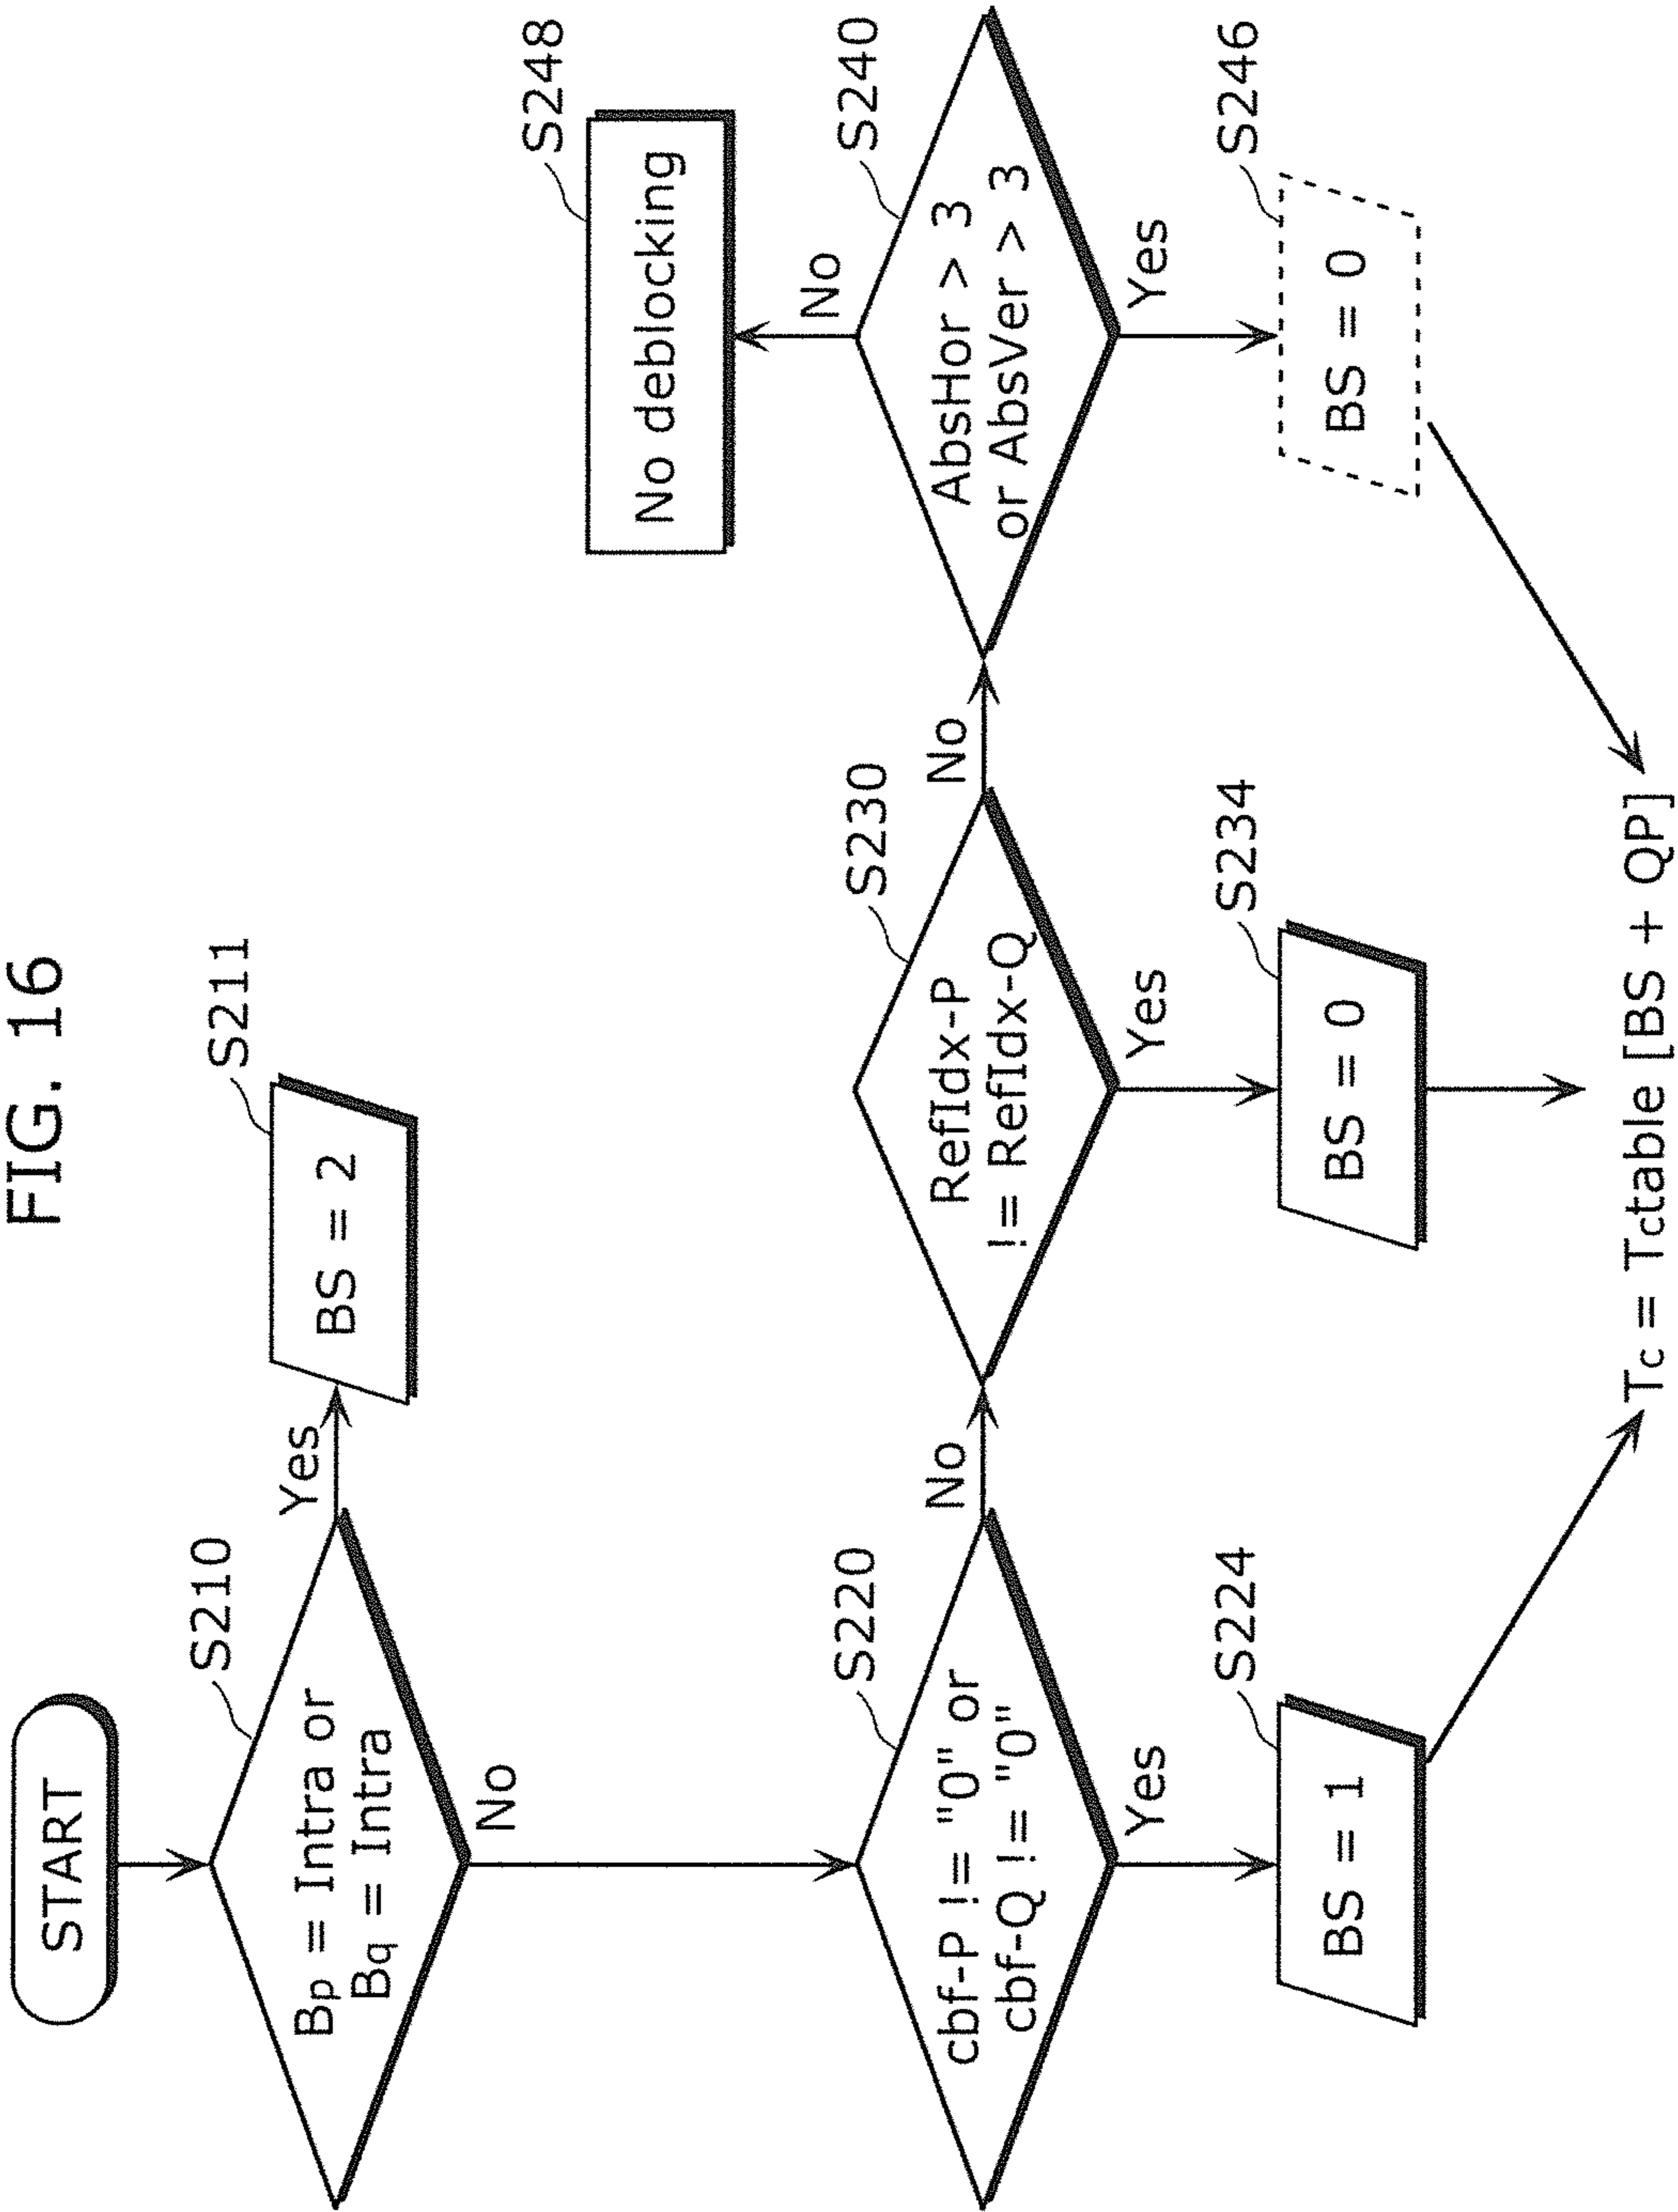 FIG. 16
START
S210
Bp = Intra or
Bq = Intra
Yes
S211
BS = 2
No
S220
cbf-P != "0" or
cbf-Q != "0"
No
S230
RefIdx-P
!= RefIdx-Q
No
S240
AbsHor > 3
or AbsVer > 3
No
S248
No deblocking
Yes
S224
BS = 1
Yes
S234
BS = 0
Yes
S246
BS = 0
Tc = Tctable [BS + QP]